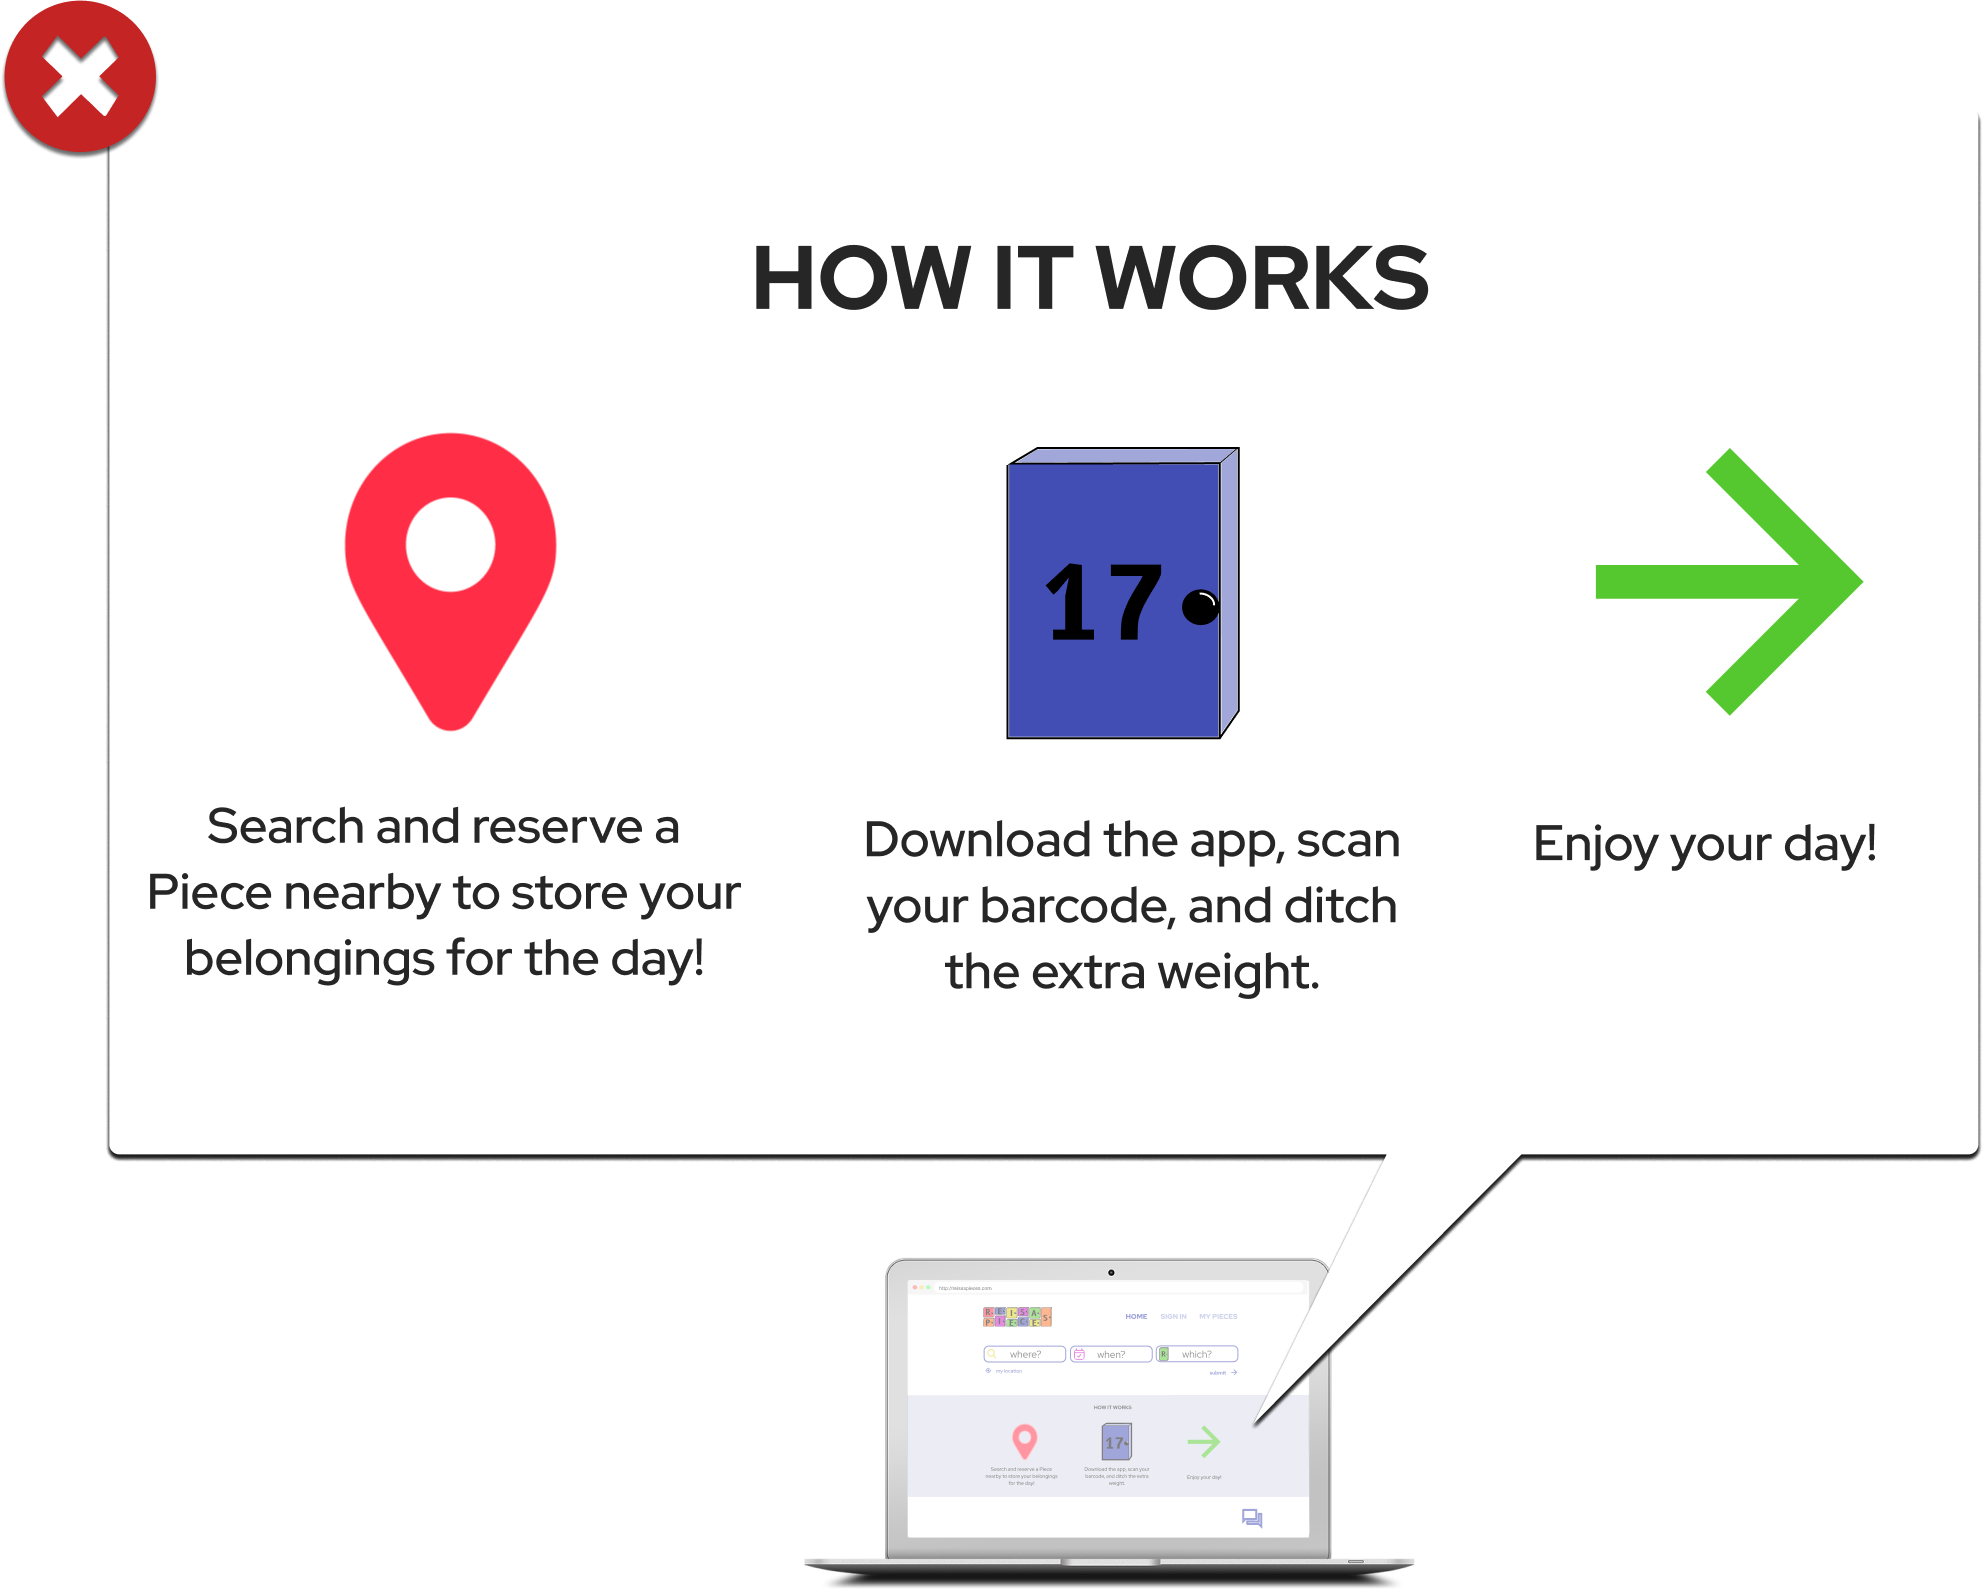 HOW IT WORKS
17
Search and reserve a
Piece nearby to store your
belongings for the day!
Download the app, scan
your barcode, and ditch
the extra weight.
Enjoy your day!
HOME SIGN IN MY PIECES
where? when? R which?
my location
submit
HOW IT WORKS
17
Search and reserve a Piece
nearby to store your belongings
for the day!
Download the app, scan your
barcode, and ditch the extra
weight.
Enjoy your day!